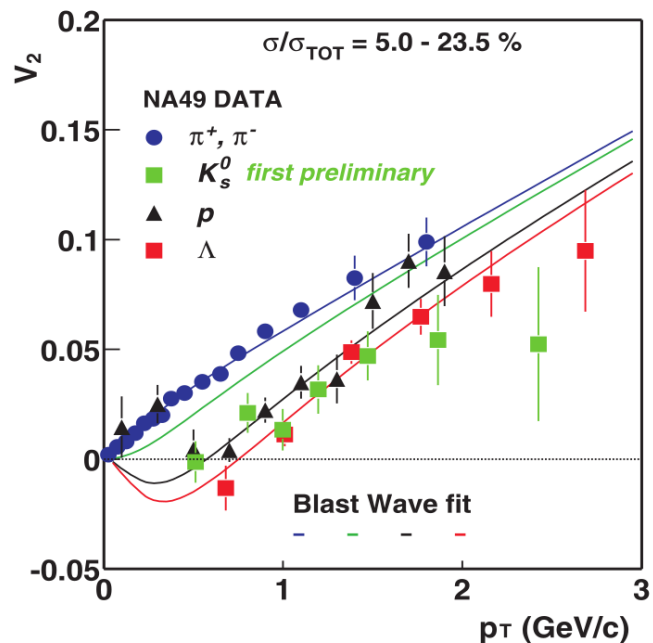 0.2
σ/σTOT = 5.0 - 23.5 %
V2
NA49 DATA
π+, π-
K0s first preliminary
p
Λ
0.15
0.1
0.05
0
-0.05
Blast Wave fit
0 1 2 3
pT (GeV/c)